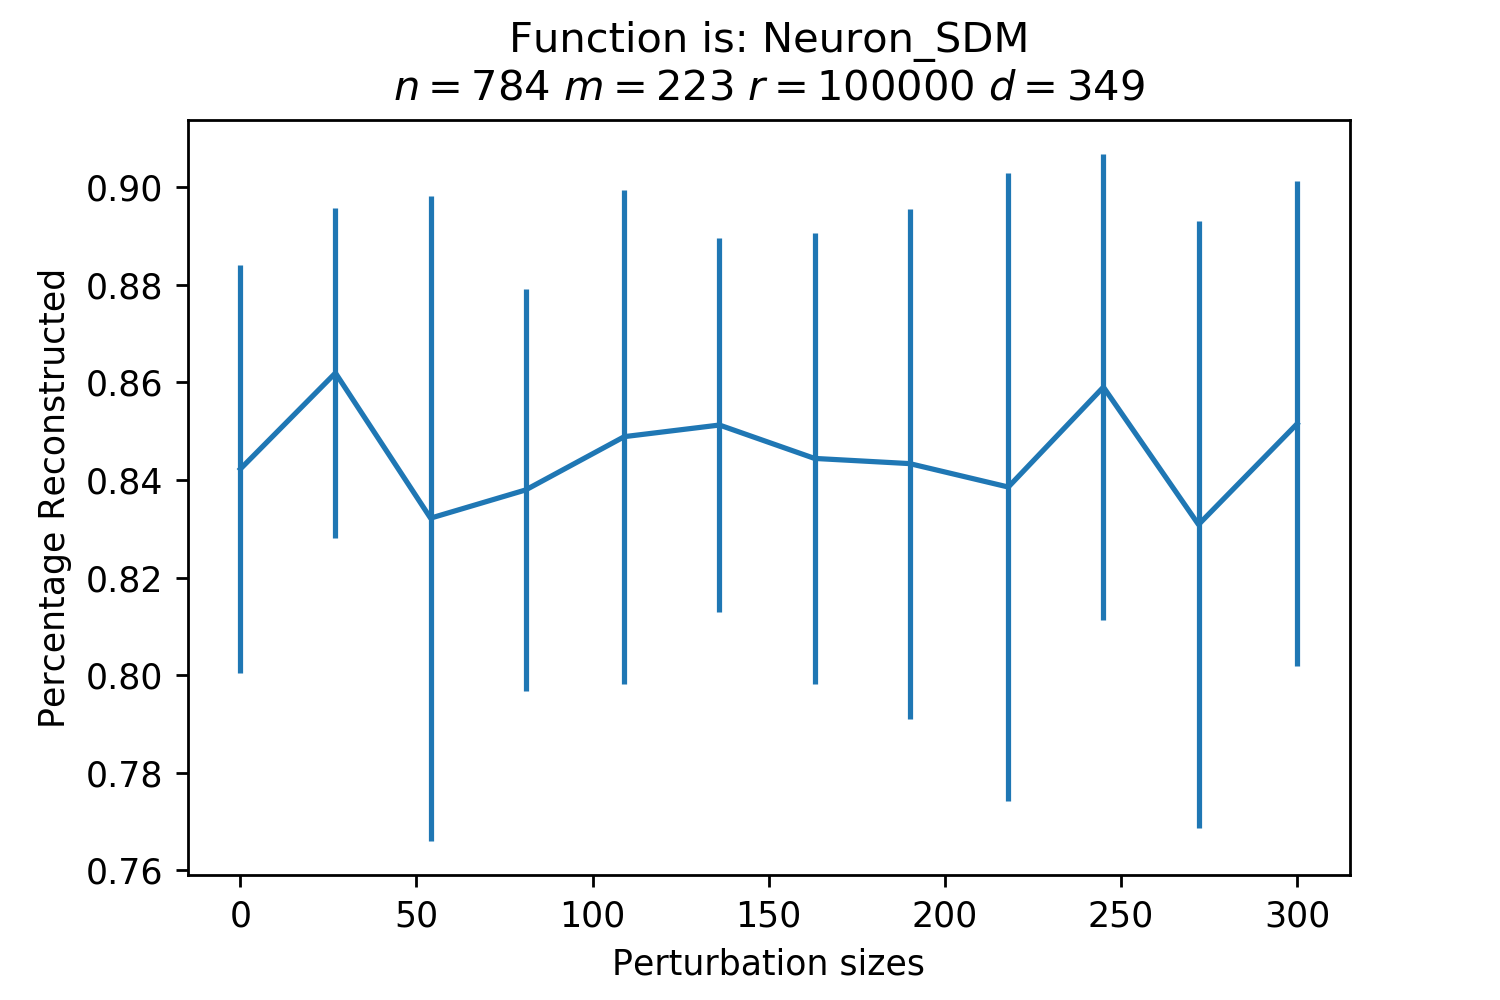 Function is: Neuron_SDM
n = 784 m = 223 r = 100000 d = 349
Percentage Reconstructed
0.90
0.88
0.86
0.84
0.82
0.80
0.78
0.76
0 50 100 150 200 250 300
Perturbation sizes